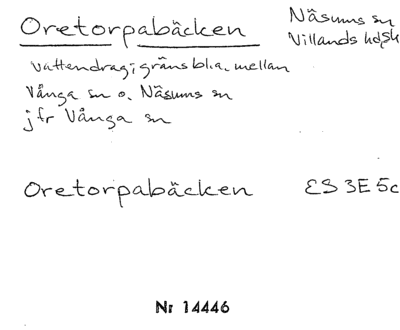 Oretorpabäcken
Näsums sn
Villands hd, Sk
vattendrag; gräns bl.a. mellan
Vånga sn o. Näsums sn
jfr Vånga sn
Oretorpabäcken
ES 3E 5c
Nr 14446